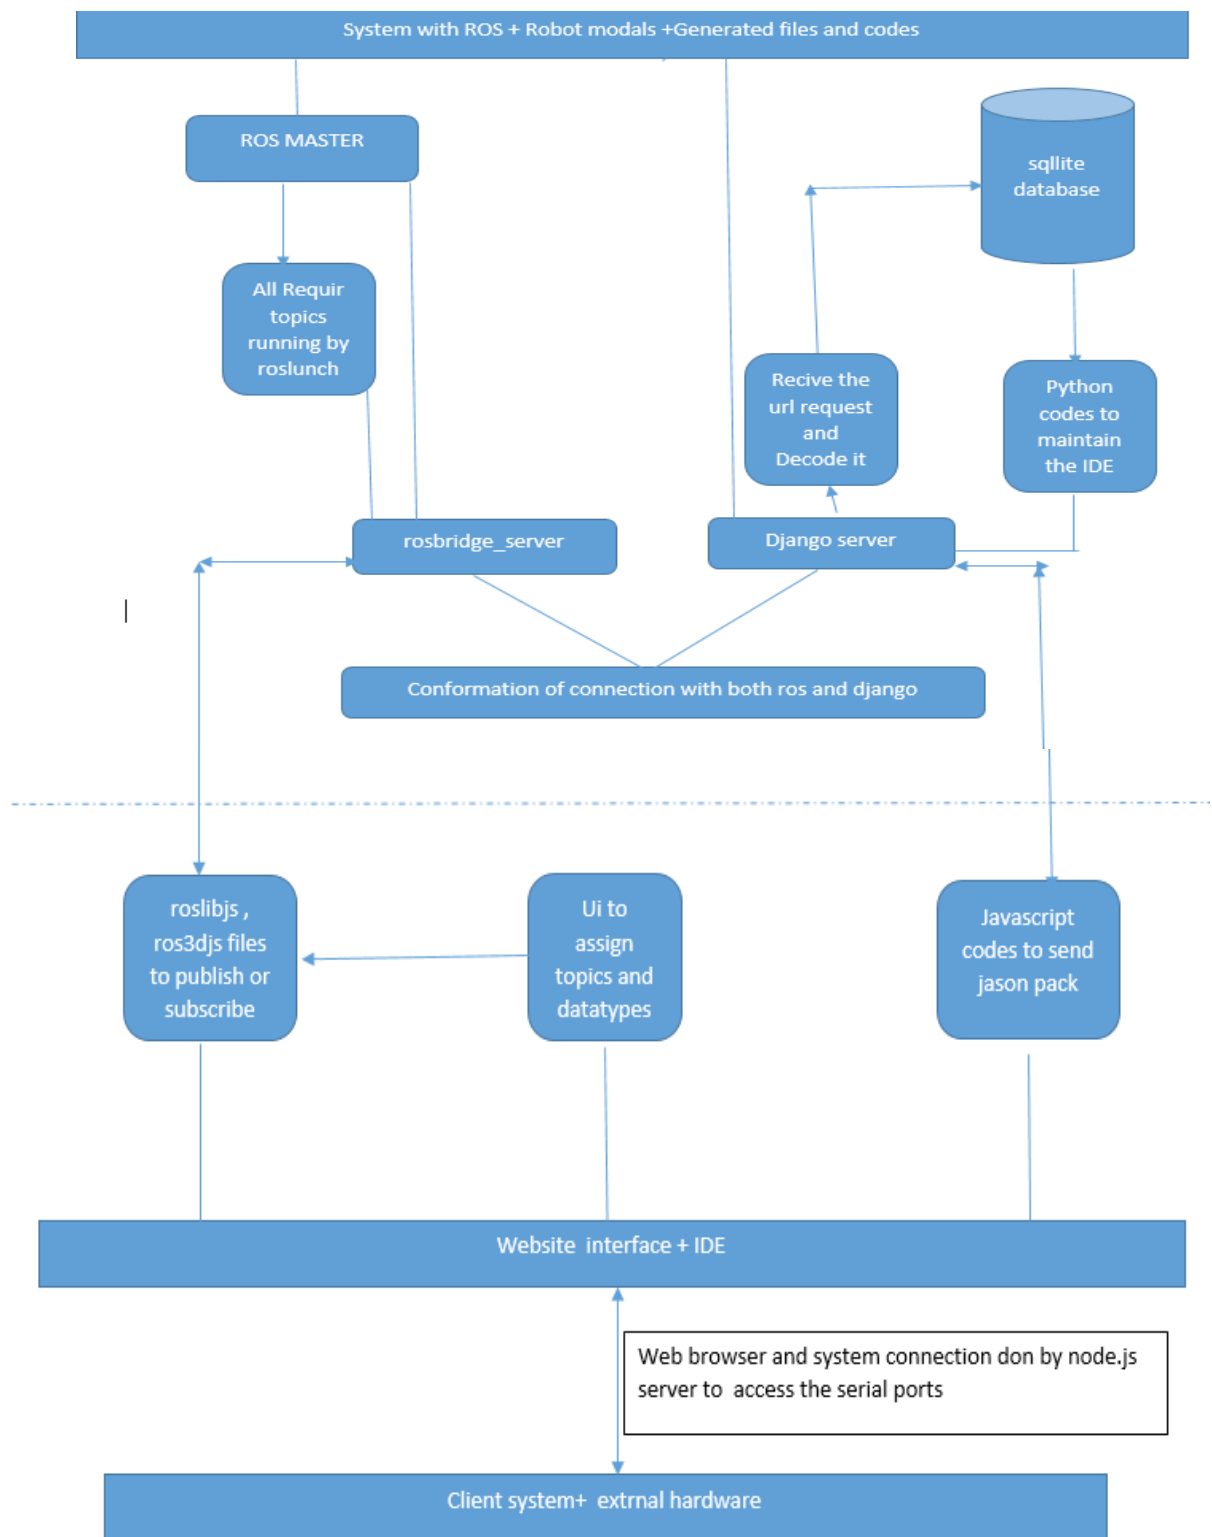 System with ROS + Robot modals +Generated files and codes
ROS MASTER
sqllite
database
All Requir
topics
running by
roslunch
Recive the
url request
and
Decode it
Python
codes to
maintain
the IDE
rosbridge_server
Django server
Conformation of connection with both ros and django
roslibjs ,
ros3djs files
to publish or
subscribe
Ui to
assign
topics and
datatypes
Javascript
codes to send
jason pack
Website interface + IDE
Web browser and system connection don by node.js
server to access the serial ports
Client system+ extrnal hardware